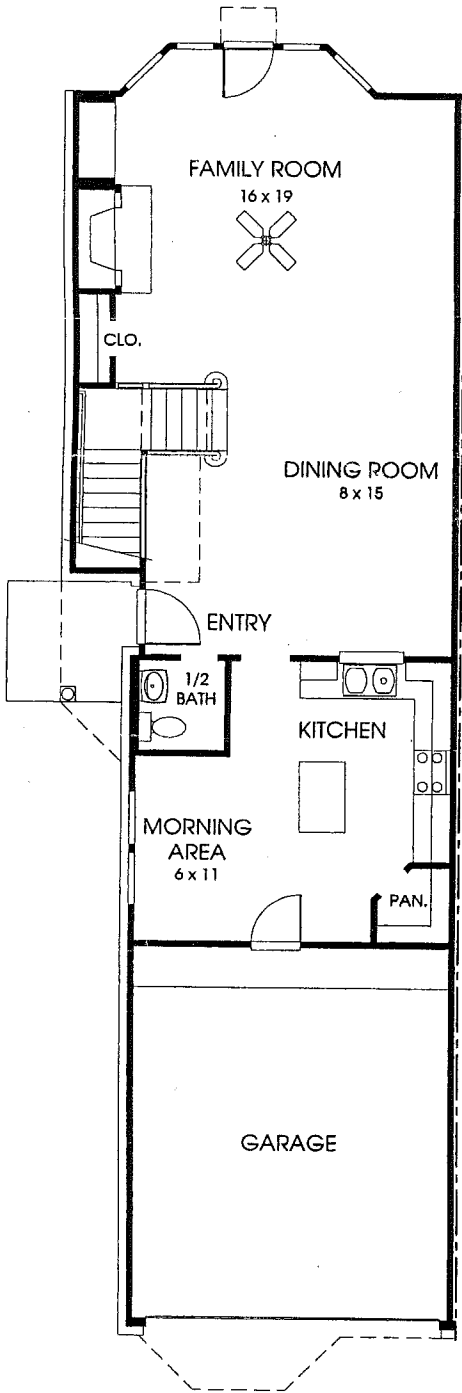 FAMILY ROOM
16 x 19
CLO.
DINING ROOM
8 x 15
ENTRY
1/2
BATH
KITCHEN
MORNING
AREA
6 x 11
PAN.
GARAGE